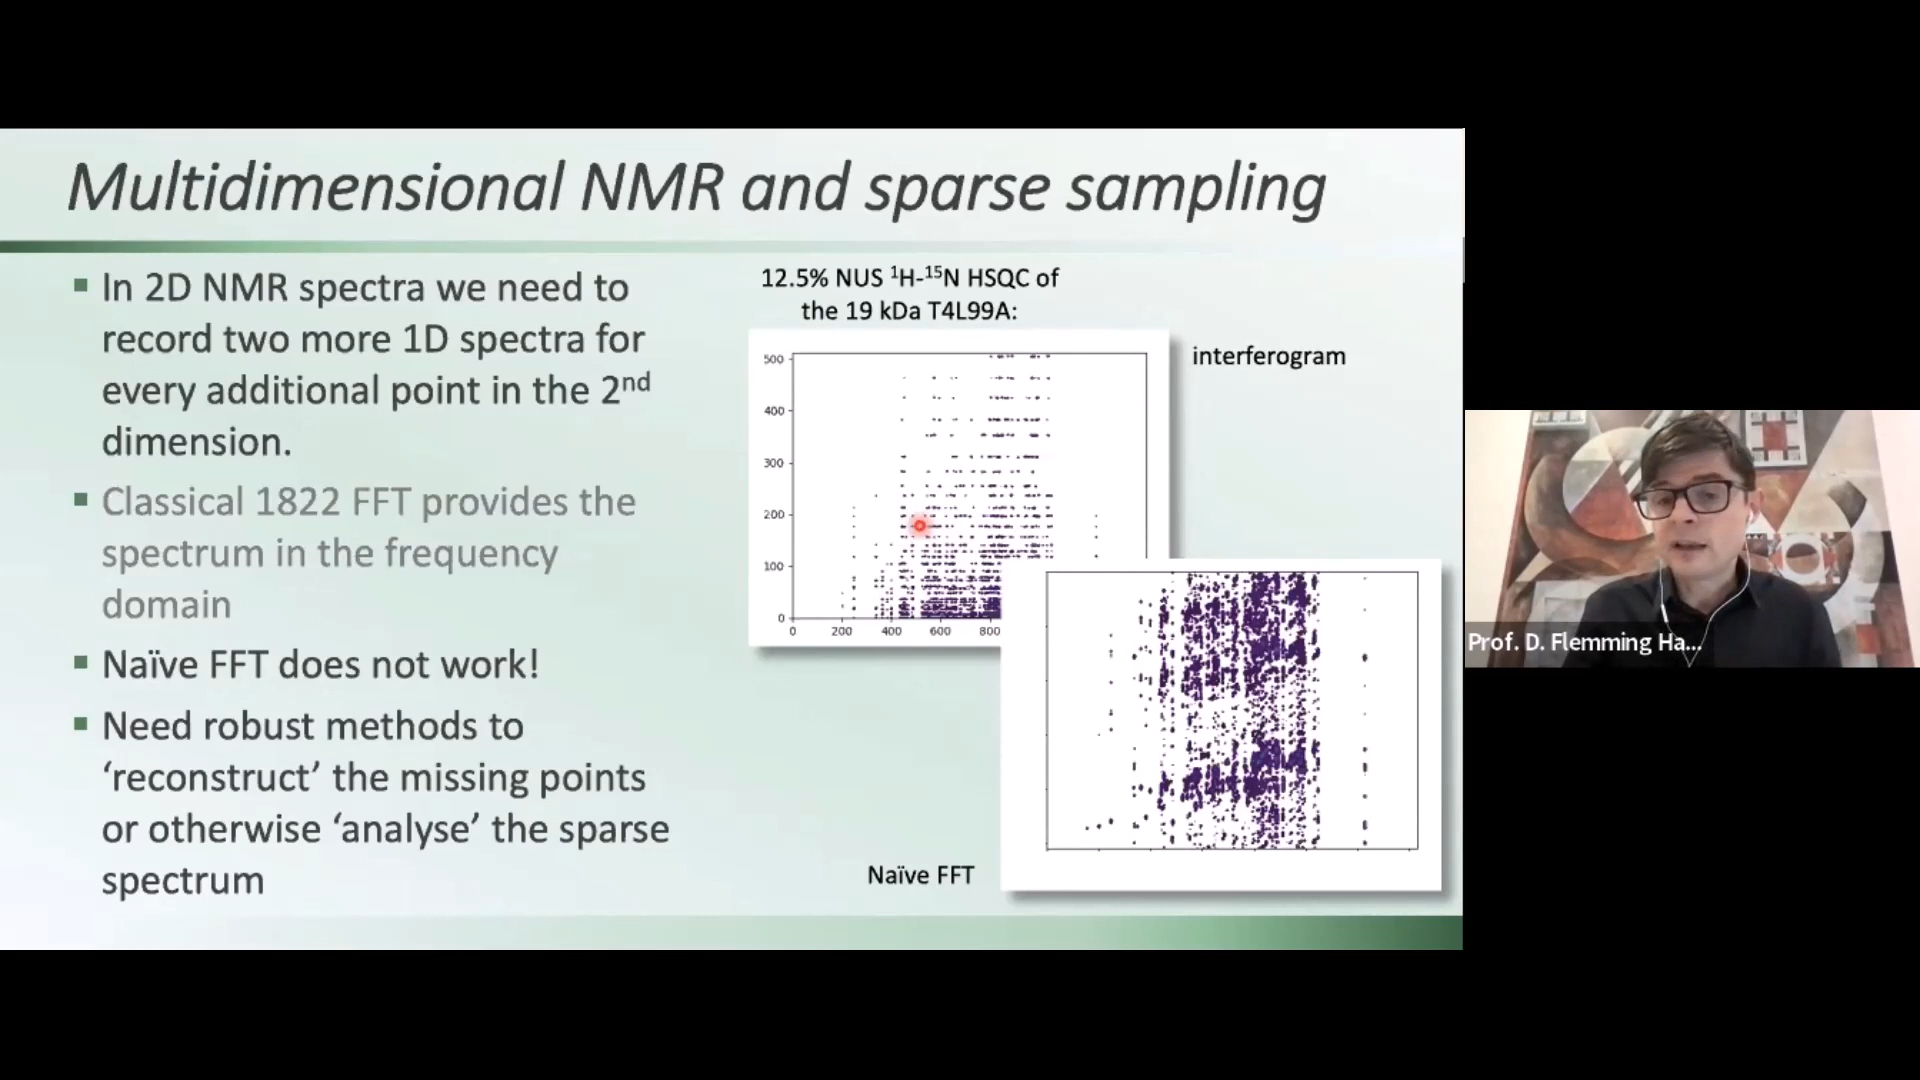 Multidimensional NMR and sparse sampling
▪ In 2D NMR spectra we need to
record two more 1D spectra for
every additional point in the 2nd
dimension.
▪ Classical 1822 FFT provides the
spectrum in the frequency
domain
▪ Naïve FFT does not work!
▪ Need robust methods to
‘reconstruct’ the missing points
or otherwise ‘analyse’ the sparse
spectrum
12.5% NUS ¹H-¹⁵N HSQC of
the 19 kDa T4L99A:
interferogram
500
400
300
200
100
0
0 200 400 600 800
Naïve FFT
Prof. D. Flemming Ha...